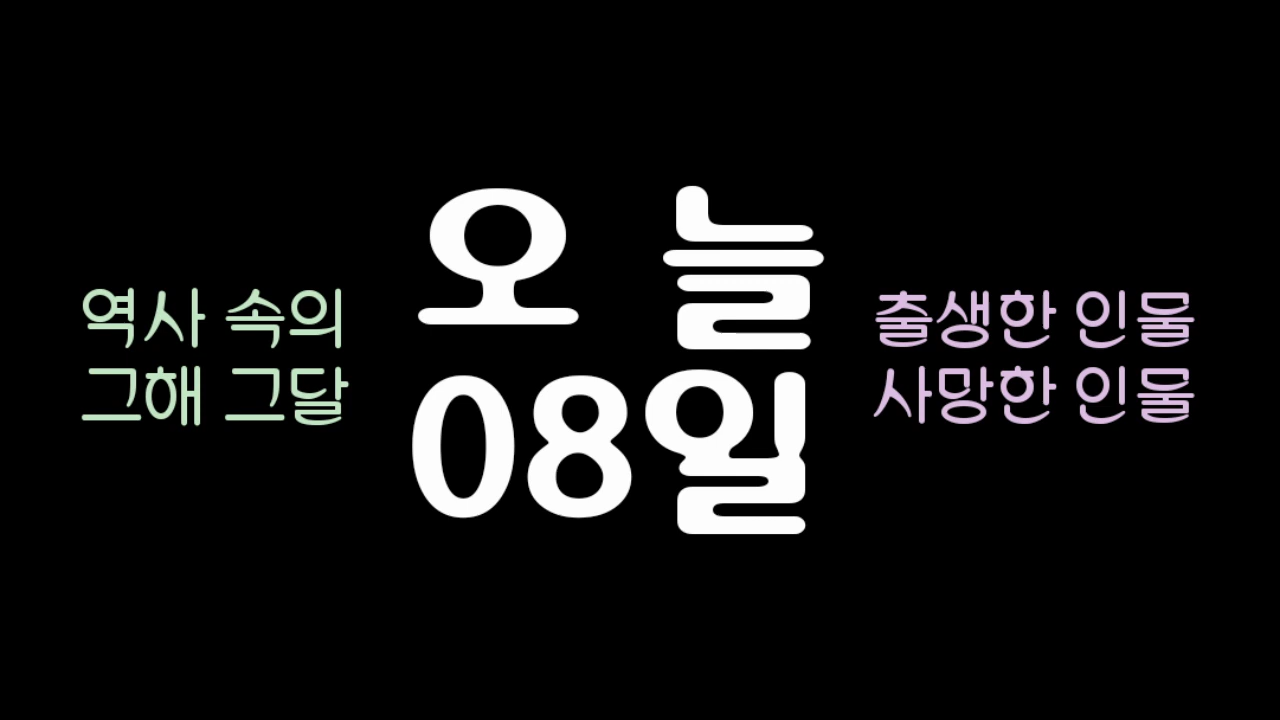 역사 속의
그해 그달
오 늘
08일
출생한 인물
사망한 인물